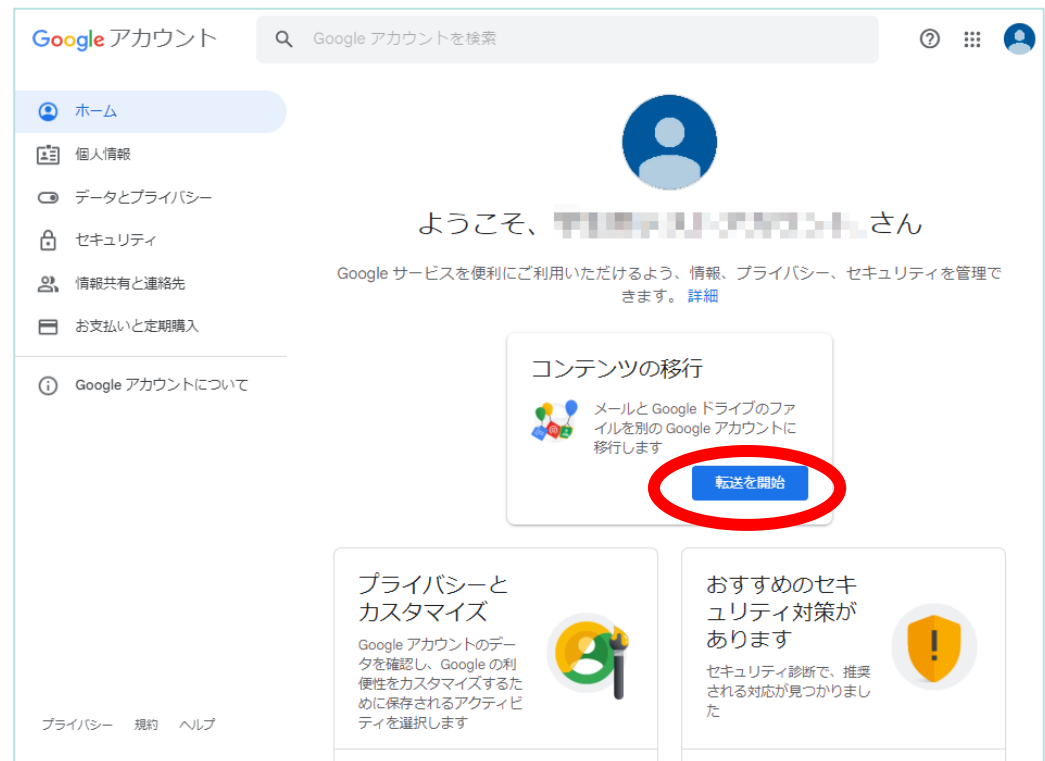 Google アカウント
Google アカウントを検索
ホーム
個人情報
データとプライバシー
セキュリティ
情報共有と連絡先
お支払いと定期購入
Google アカウントについて
プライバシー 規約 ヘルプ
ようこそ、 さん
Google サービスを便利にご利用いただけるよう、情報、プライバシー、セキュリティを管理で
きます。 詳細
コンテンツの移行
メールと Google ドライブのファ
イルを別の Google アカウントに
移行します
転送を開始
プライバシーと
カスタマイズ
Google アカウントのデー
タを確認し、Google の利
便性をカスタマイズするた
めに保存されるアクティビ
ティを選択します
おすすめのセキ
ュリティ対策が
あります
セキュリティ診断で、推奨
される対応が見つかりまし
た